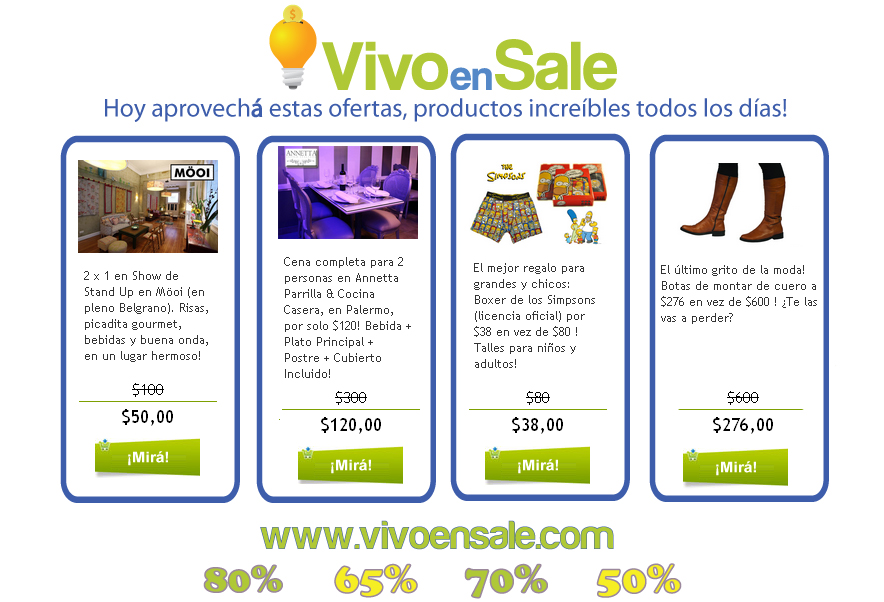 VivoenSale
Hoy aprovechá estas ofertas, productos increíbles todos los días!
MÖOI
2 x 1 en Show de
Stand Up en Möoi (en
pleno Belgrano). Risas,
picadita gourmet,
bebidas y buena onda,
en un lugar hermoso!
$100
$50,00
¡Mirá!
ANNETTA
Cena completa para 2
personas en Annetta
Parrilla & Cocina
Casera, en Palermo,
por solo $120! Bebida +
Plato Principal +
Postre + Cubierto
Incluido!
$300
$120,00
¡Mirá!
THE
SIMPSONS
El mejor regalo para
grandes y chicos:
Boxer de los Simpsons
(licencia oficial) por
$38 en vez de $80 !
Talles para niños y
adultos!
$80
$38,00
¡Mirá!
El último grito de la moda!
Botas de montar de cuero a
$276 en vez de $600 ! ¿Te las
vas a perder?
$600
$276,00
¡Mirá!
www.vivoensale.com
80% 65% 70% 50%